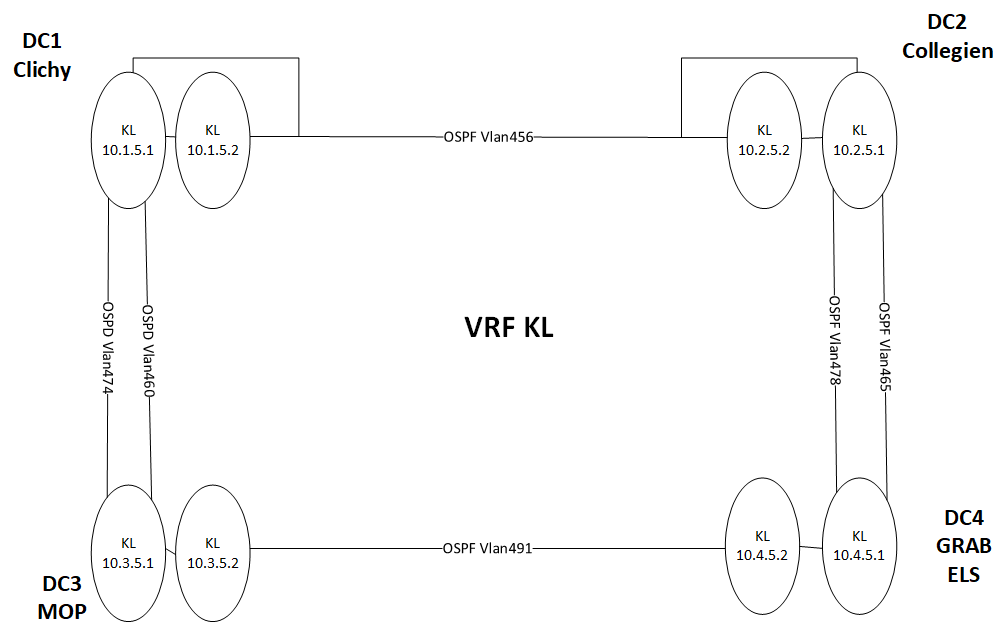 DC1
Clichy
DC2
Collegien
KL
10.1.5.1
KL
10.1.5.2
OSPF Vlan456
KL
10.2.5.2
KL
10.2.5.1
OSPD Vlan474
OSPD Vlan460
VRF KL
OSPF Vlan478
OSPF Vlan465
KL
10.3.5.1
KL
10.3.5.2
OSPF Vlan491
KL
10.4.5.2
KL
10.4.5.1
DC3
MOP
DC4
GRAB
ELS